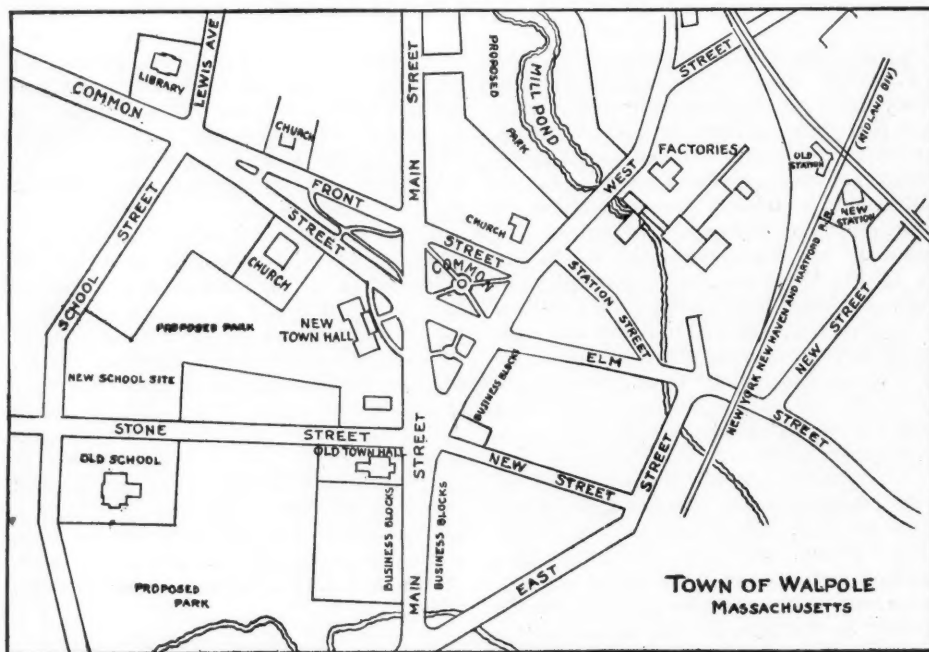 COMMON
STREET
LIBRARY
LEWIS AVE
CHURCH
FRONT
STREET
MAIN
STREET
PROPOSED
PARK
MILL POND
WEST
STREET
FACTORIES
OLD
STATION
(MIDLAND DIV)
NEW
STATION
NEW YORK NEW HAVEN AND HARTFORD R.R.
NEW STREET
CHURCH
COMMON
STATION STREET
SCHOOL
STREET
CHURCH
PROPOSED PARK
NEW
TOWN HALL
NEW SCHOOL SITE
ELM
STREET
BUSINESS BLOCKS
STONE
STREET
OLD SCHOOL
OLD TOWN HALL
NEW
STREET
BUSINESS BLOCKS
BUSINESS BLOCKS
MAIN
STREET
EAST
STREET
PROPOSED
PARK
TOWN OF WALPOLE
MASSACHUSETTS